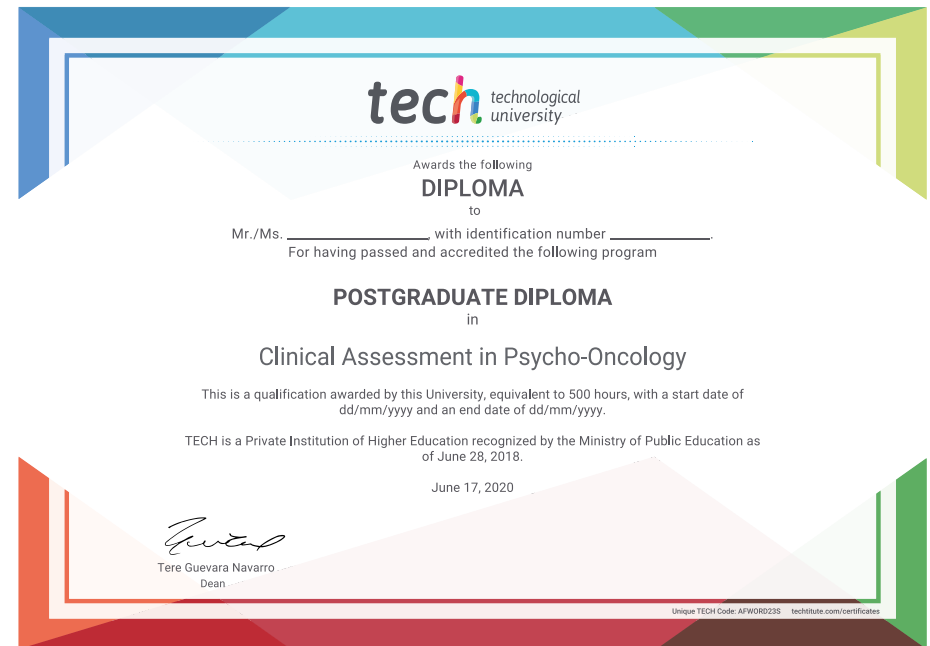 tech technological
university
Awards the following
DIPLOMA
to
Mr./Ms. ____________________, with identification number ______________.
For having passed and accredited the following program
POSTGRADUATE DIPLOMA
in
Clinical Assessment in Psycho-Oncology
This is a qualification awarded by this University, equivalent to 500 hours, with a start date of
dd/mm/yyyy and an end date of dd/mm/yyyy.
TECH is a Private Institution of Higher Education recognized by the Ministry of Public Education as
of June 28, 2018.
June 17, 2020
Tere Guevara Navarro
Dean
Unique TECH Code: AFWORD23S techtitute.com/certificates